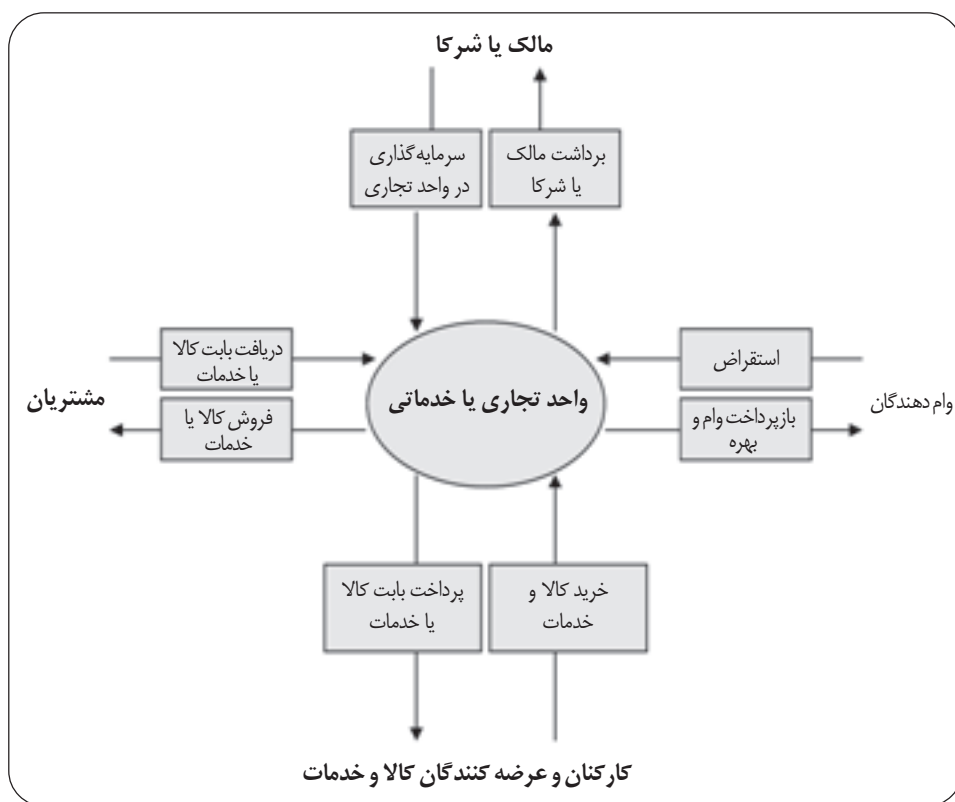 مالک یا شرکا
برداشت مالک
یا شرکا
سرمایه‌گذاری
در واحد تجاری
استقراض
دریافت بابت کالا
یا خدمات
وام دهندگان
واحد تجاری یا خدماتی
مشتریان
بازپرداخت وام و
بهره
فروش کالا یا
خدمات
خرید کالا و
خدمات
پرداخت بابت کالا
یا خدمات
کارکنان و عرضه کنندگان کالا و خدمات